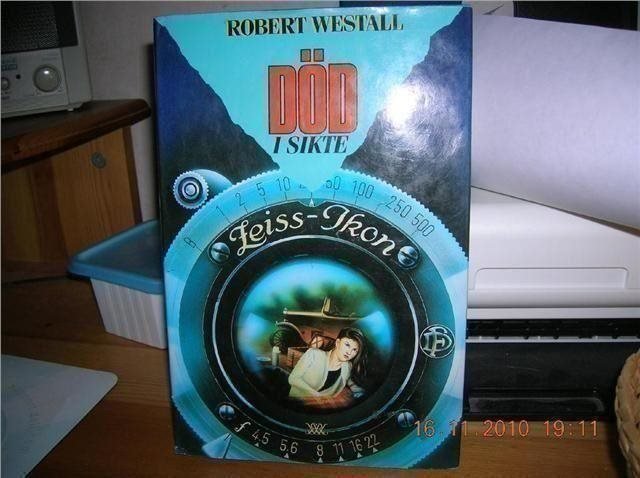 ROBERT WESTALL
DÖD
I SIKTE
B 1 2 5 10 50 100 250 500
Zeiss-Ikon
f 4,5 5,6 8 11 16 22
16.11.2010 19:11